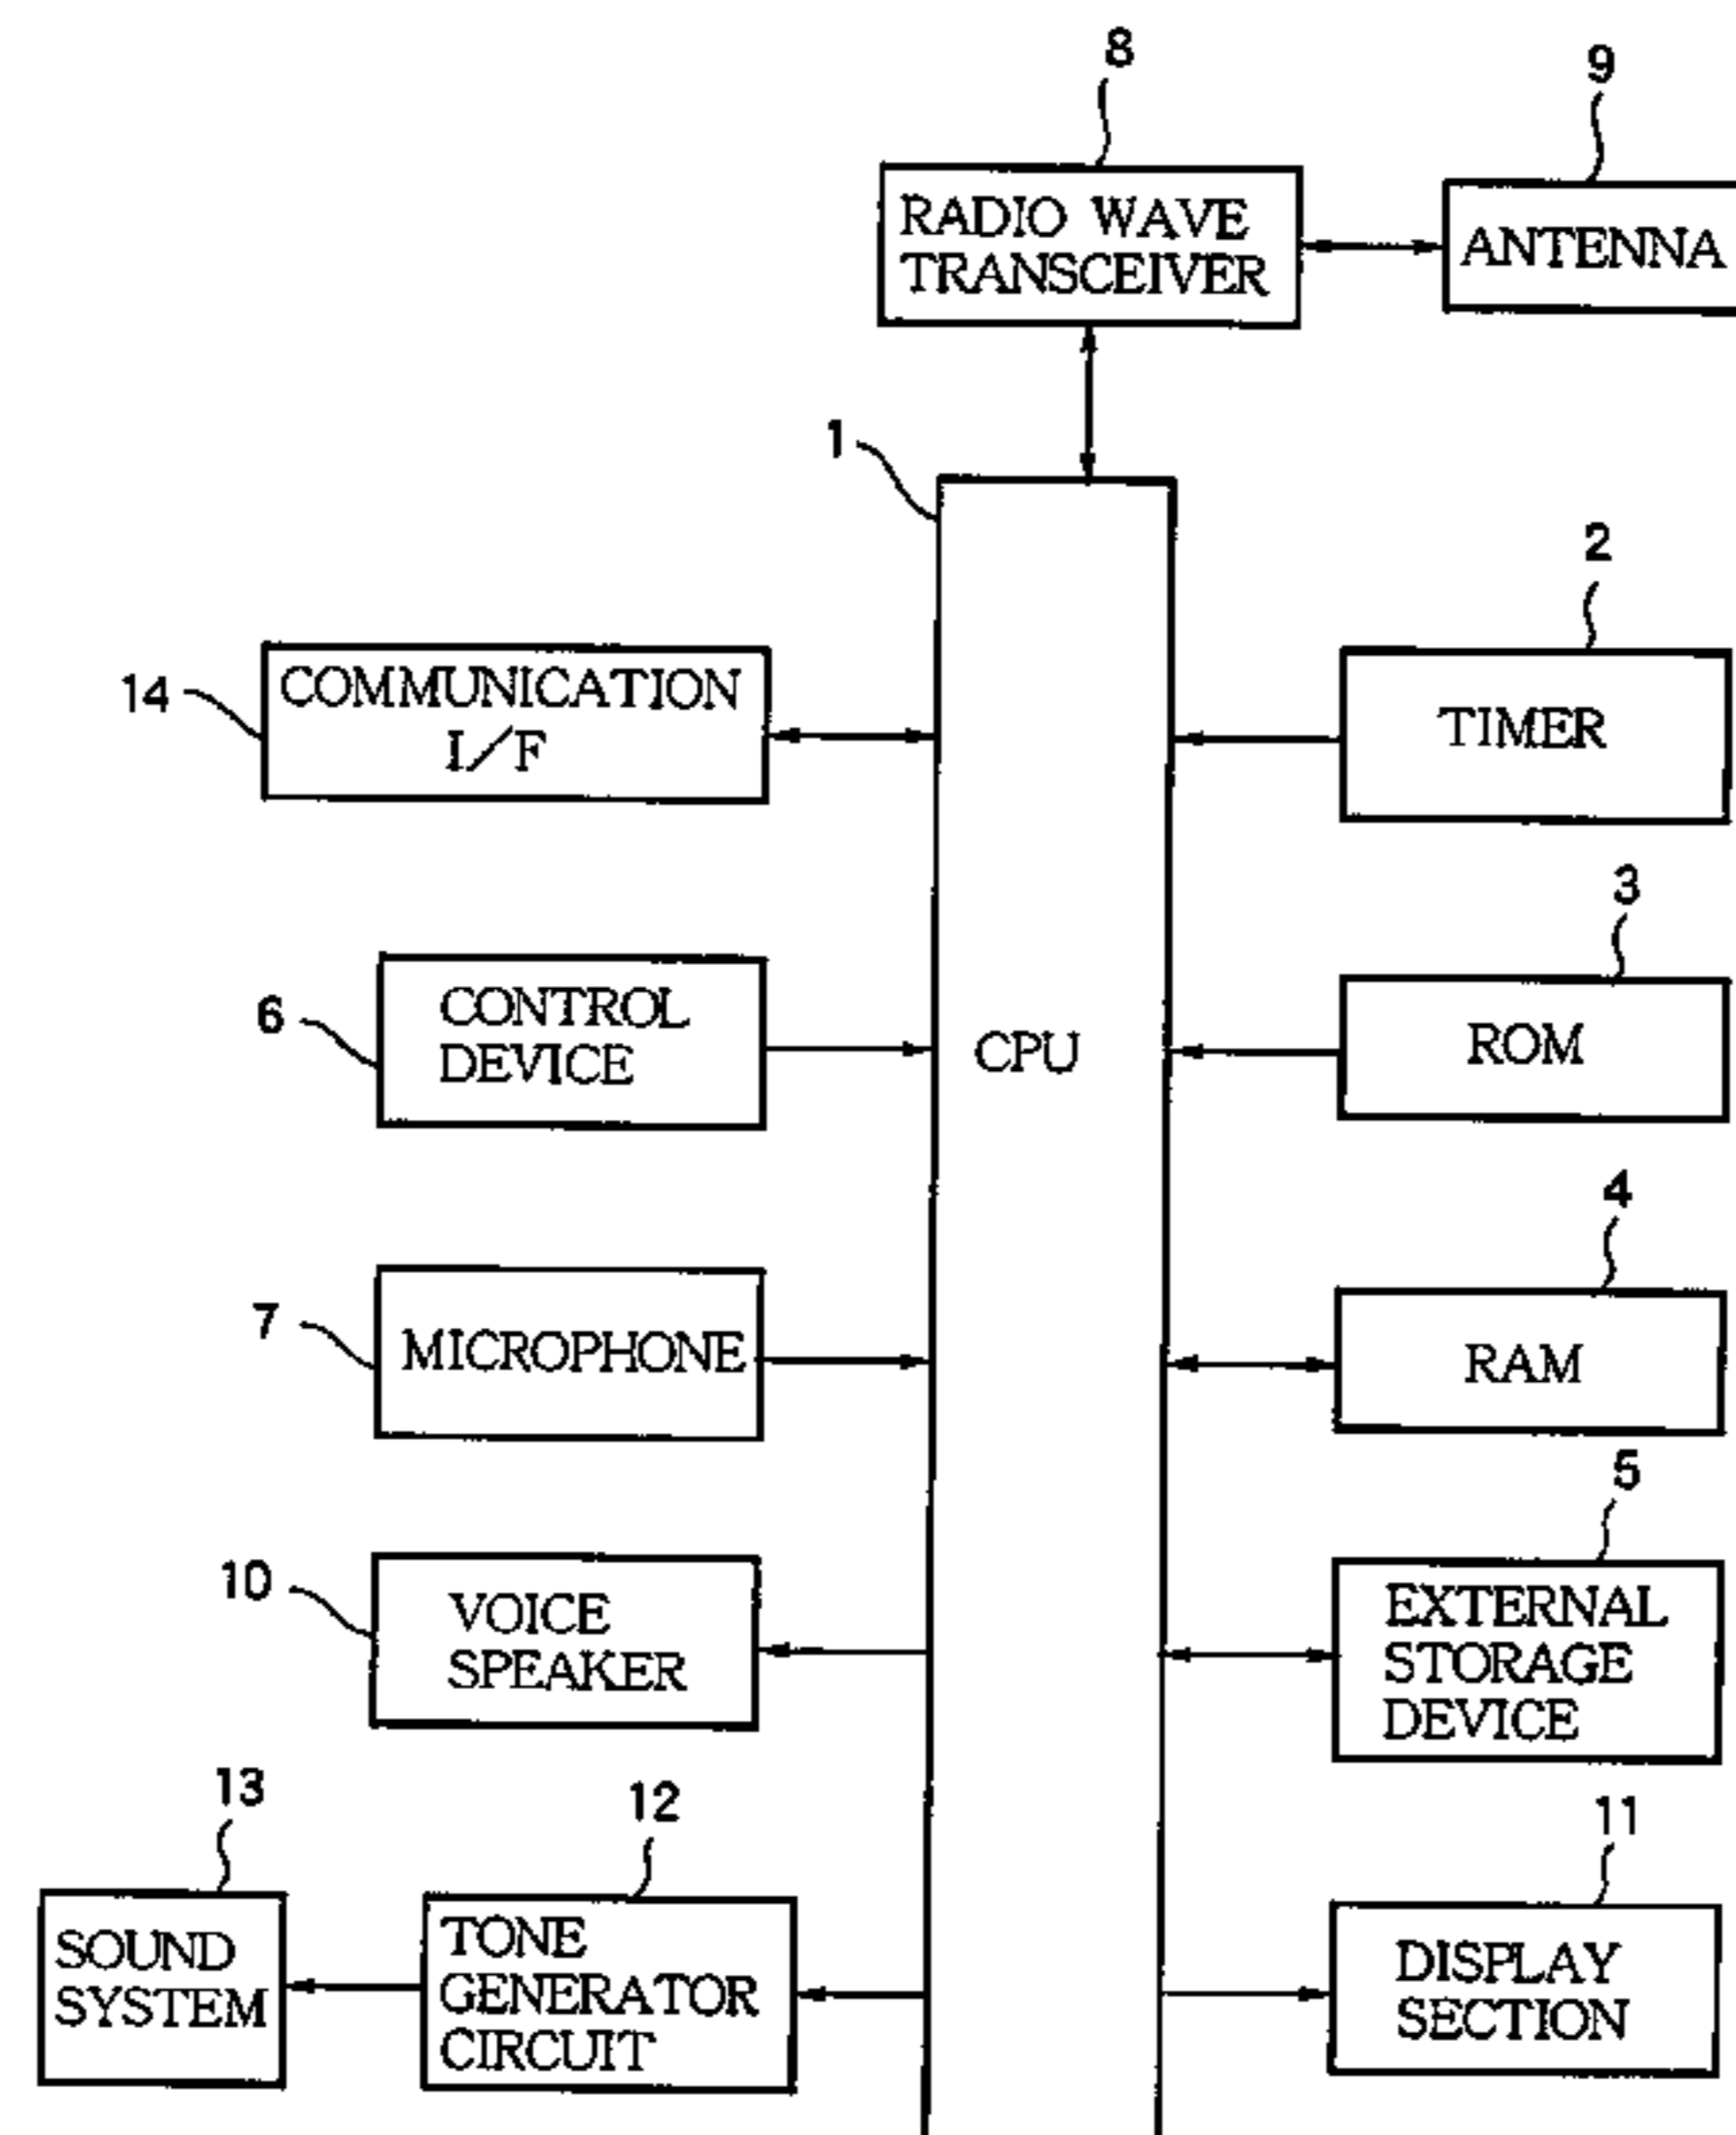 8
9
RADIO WAVE
TRANSCEIVER
ANTENNA
1
2
14
COMMUNICATION
I/F
TIMER
3
6
CONTROL
DEVICE
CPU
ROM
4
7
MICROPHONE
RAM
5
10
VOICE
SPEAKER
EXTERNAL
STORAGE
DEVICE
13
12
11
SOUND
SYSTEM
TONE
GENERATOR
CIRCUIT
DISPLAY
SECTION